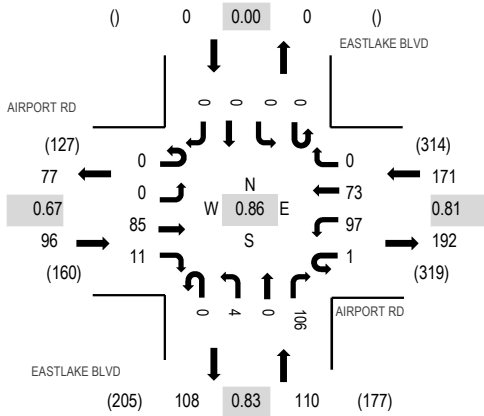 () 0 0.00 0 ()
EASTLAKE BLVD
AIRPORT RD
0 0 0 0
(127) (314)
77 0 0 171
N
0 73
0.67 W 0.86 E 0.81
85 97
96 S 192
11 1
(160) (319)
0 4 0 106
AIRPORT RD
EASTLAKE BLVD
(205) 108 0.83 110 (177)